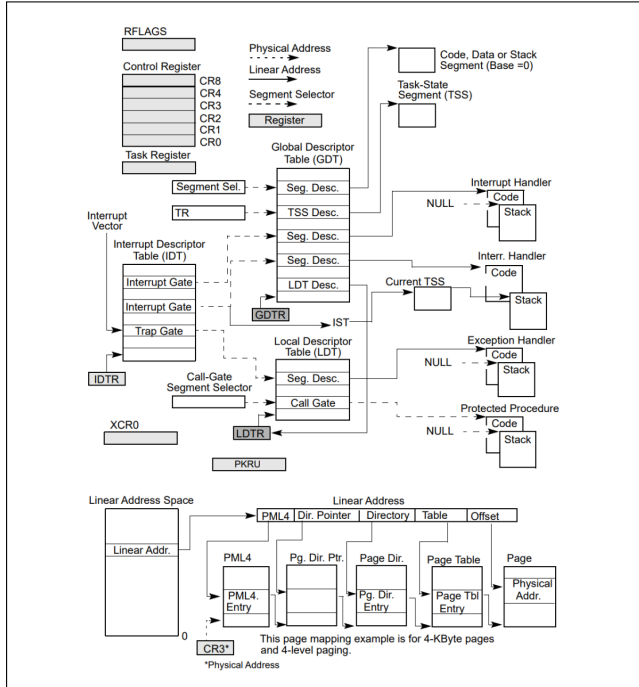 RFLAGS
Physical Address
Linear Address
Segment Selector
Register
Control Register
CR8
CR4
CR3
CR2
CR1
CR0
Task Register
Code, Data or Stack
Segment (Base =0)
Task-State
Segment (TSS)
Global Descriptor
Table (GDT)
Segment Sel.
Seg. Desc.
TR
TSS Desc.
Seg. Desc.
Seg. Desc.
LDT Desc.
GDTR
Interrupt Handler
Code
NULL
Stack
Interrupt
Vector
Interrupt Descriptor
Table (IDT)
Interrupt Gate
Interrupt Gate
Trap Gate
IDTR
Interr. Handler
Code
Current TSS
Stack
IST
Local Descriptor
Table (LDT)
Seg. Desc.
Call Gate
Call-Gate
Segment Selector
LDTR
Exception Handler
Code
NULL
Stack
Protected Procedure
Code
NULL
Stack
XCR0
PKRU
Linear Address Space
Linear Addr.
0
Linear Address
PML4 Dir. Pointer Directory Table Offset
PML4 Pg. Dir. Ptr. Page Dir. Page Table Page
PML4.
Entry
Pg. Dir.
Entry
Page Tbl
Entry
Physical
Addr.
CR3*
*Physical Address
This page mapping example is for 4-KByte pages
and 4-level paging.